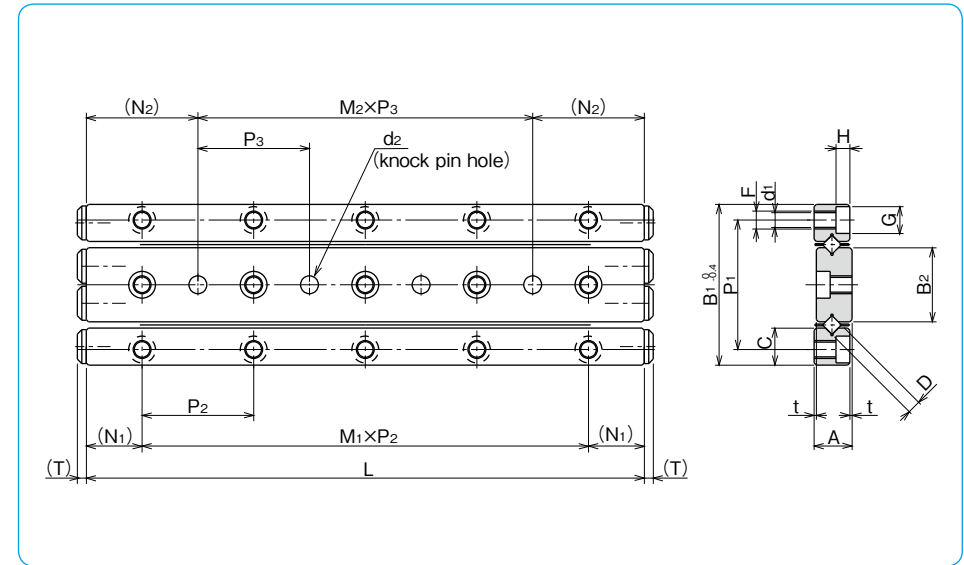 (N2) M2×P3 (N2)
P3 d2
(knock pin hole)
H
F
d1
G
B1 0 -0.4
P1
B2
C
D
P2
t t
(N1) M1×P2 (N1)
A
(T) L (T)